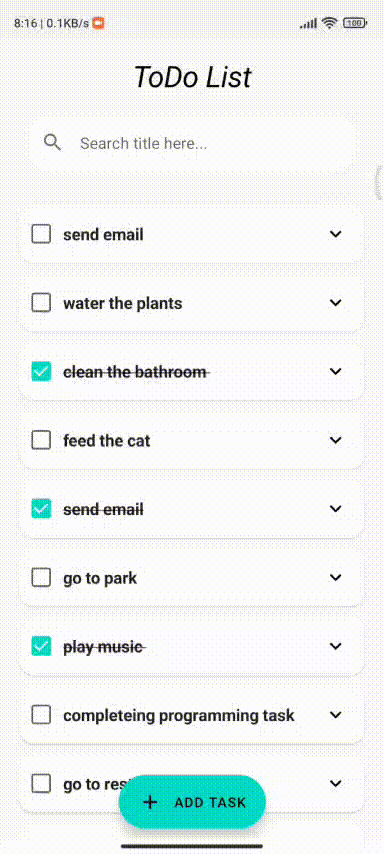 8:16 | 0.1KB/s 100
ToDo List
Search title here...
send email
water the plants
clean the bathroom
feed the cat
send email
go to park
play music
completeing programming task
go to res
ADD TASK